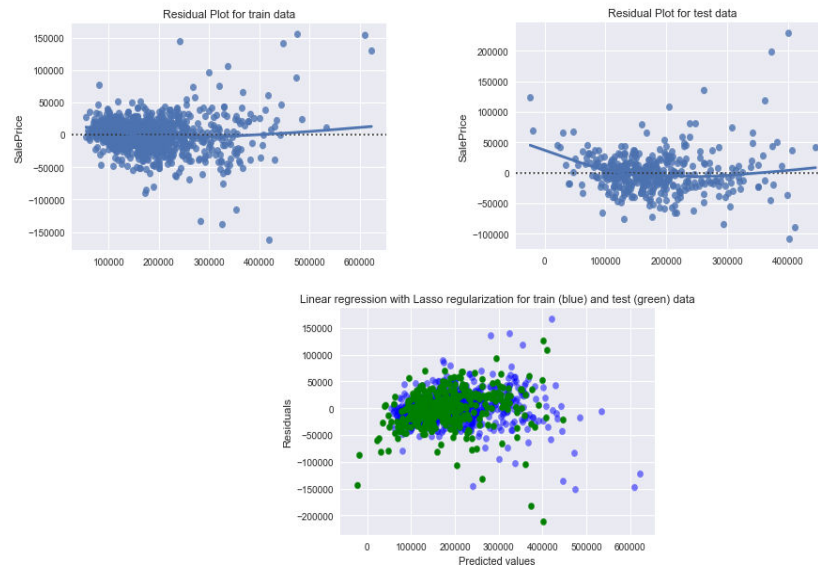 Residual Plot for train data
SalePrice
150000
100000
50000
0
−50000
−100000
−150000
100000 200000 300000 400000 500000 600000
Residual Plot for test data
SalePrice
200000
150000
100000
50000
0
−50000
−100000
0 100000 200000 300000 400000
Linear regression with Lasso regularization for train (blue) and test (green) data
Residuals
150000
100000
50000
0
−50000
−100000
−150000
−200000
0 100000 200000 300000 400000 500000 600000
Predicted values